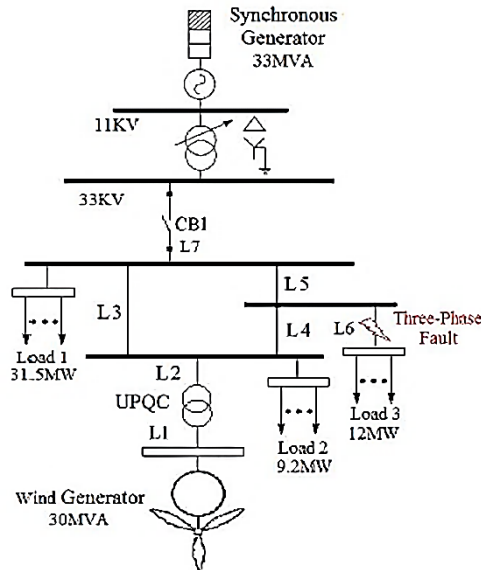 Synchronous
Generator
33MVA
11KV
33KV
CB1
L7
L5
L3
L4
L6
Three-Phase
Fault
Load 1
31.5MW
L2
UPQC
L1
Load 2
9.2MW
Load 3
12MW
Wind Generator
30MVA